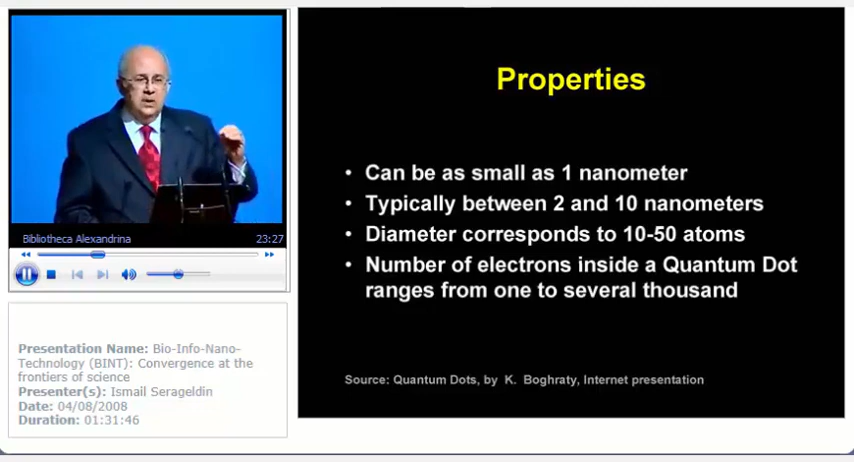 Bibliotheca Alexandrina 23:27
Presentation Name: Bio-Info-Nano-
Technology (BINT): Convergence at the
frontiers of science
Presenter(s): Ismail Serageldin
Date: 04/08/2008
Duration: 01:31:46
Properties
• Can be as small as 1 nanometer
• Typically between 2 and 10 nanometers
• Diameter corresponds to 10-50 atoms
• Number of electrons inside a Quantum Dot
ranges from one to several thousand
Source: Quantum Dots, by K. Boghraty, Internet presentation